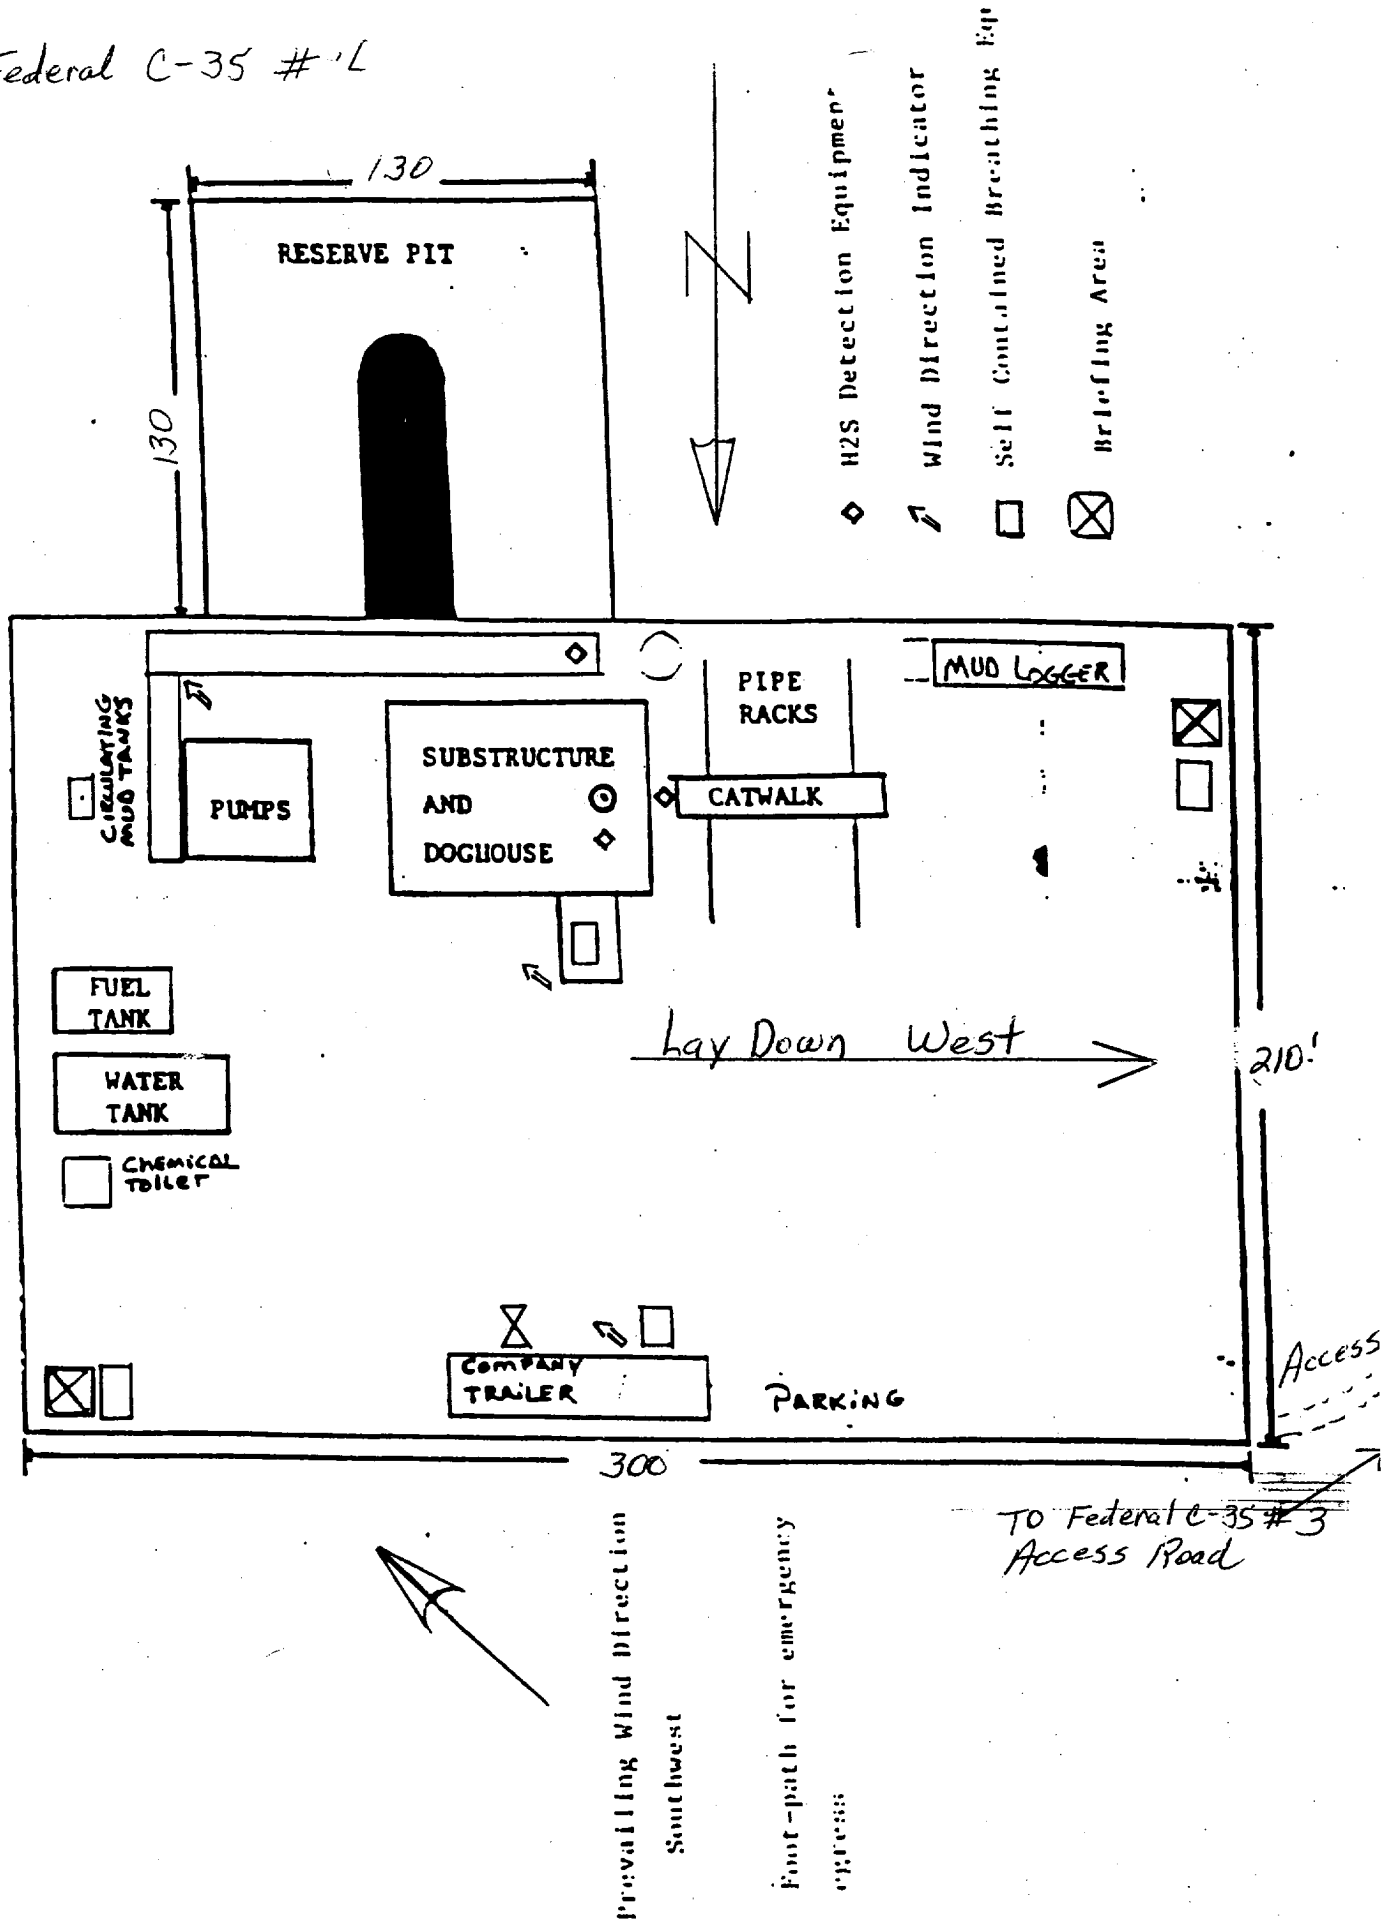 Federal C-35 #
130
RESERVE PIT
130
N
H2S Detection Equipment
Wind Direction Indicator
Self Contained Breathing Equ
Briefing Area
MUD LOGGER
PIPE
RACKS
CIRCULATING
MUD TANKS
SUBSTRUCTURE
AND
DOGHOUSE
PUMPS
CATWALK
FUEL
TANK
Lay Down West
210'
WATER
TANK
CHEMICAL
TOILET
COMPANY
TRAILER
PARKING
Access
300
TO Federal C-35 #3
Access Road
Prevailing Wind Direction
Southwest
Foot-path for emergency
egress